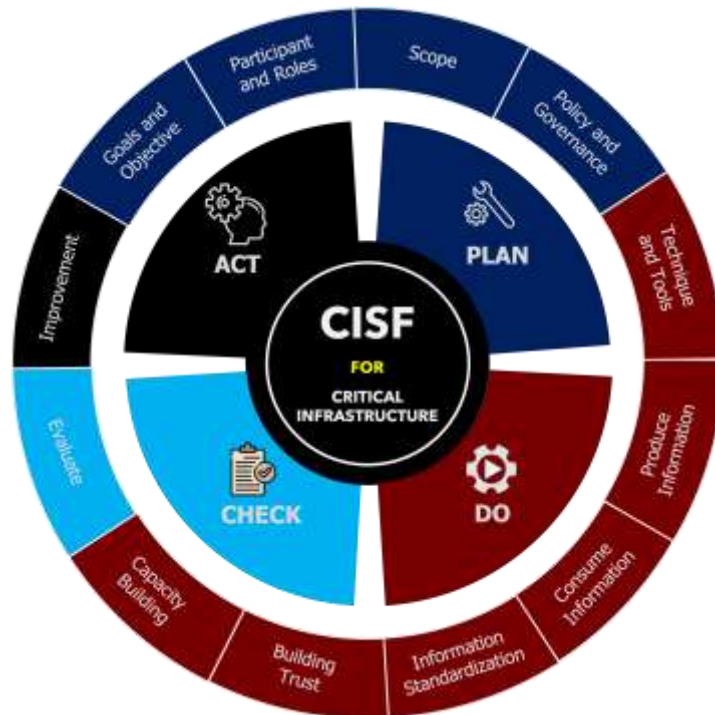 Participant
and Roles
Scope
Policy and
Governance
Technique
and Tools
Produce
Information
Consume
Information
Information
Standardization
Building
Trust
Capacity
Building
Evaluate
Improvement
Goals and
Objective
ACT
PLAN
CISF
FOR
CRITICAL
INFRASTRUCTURE
CHECK
DO